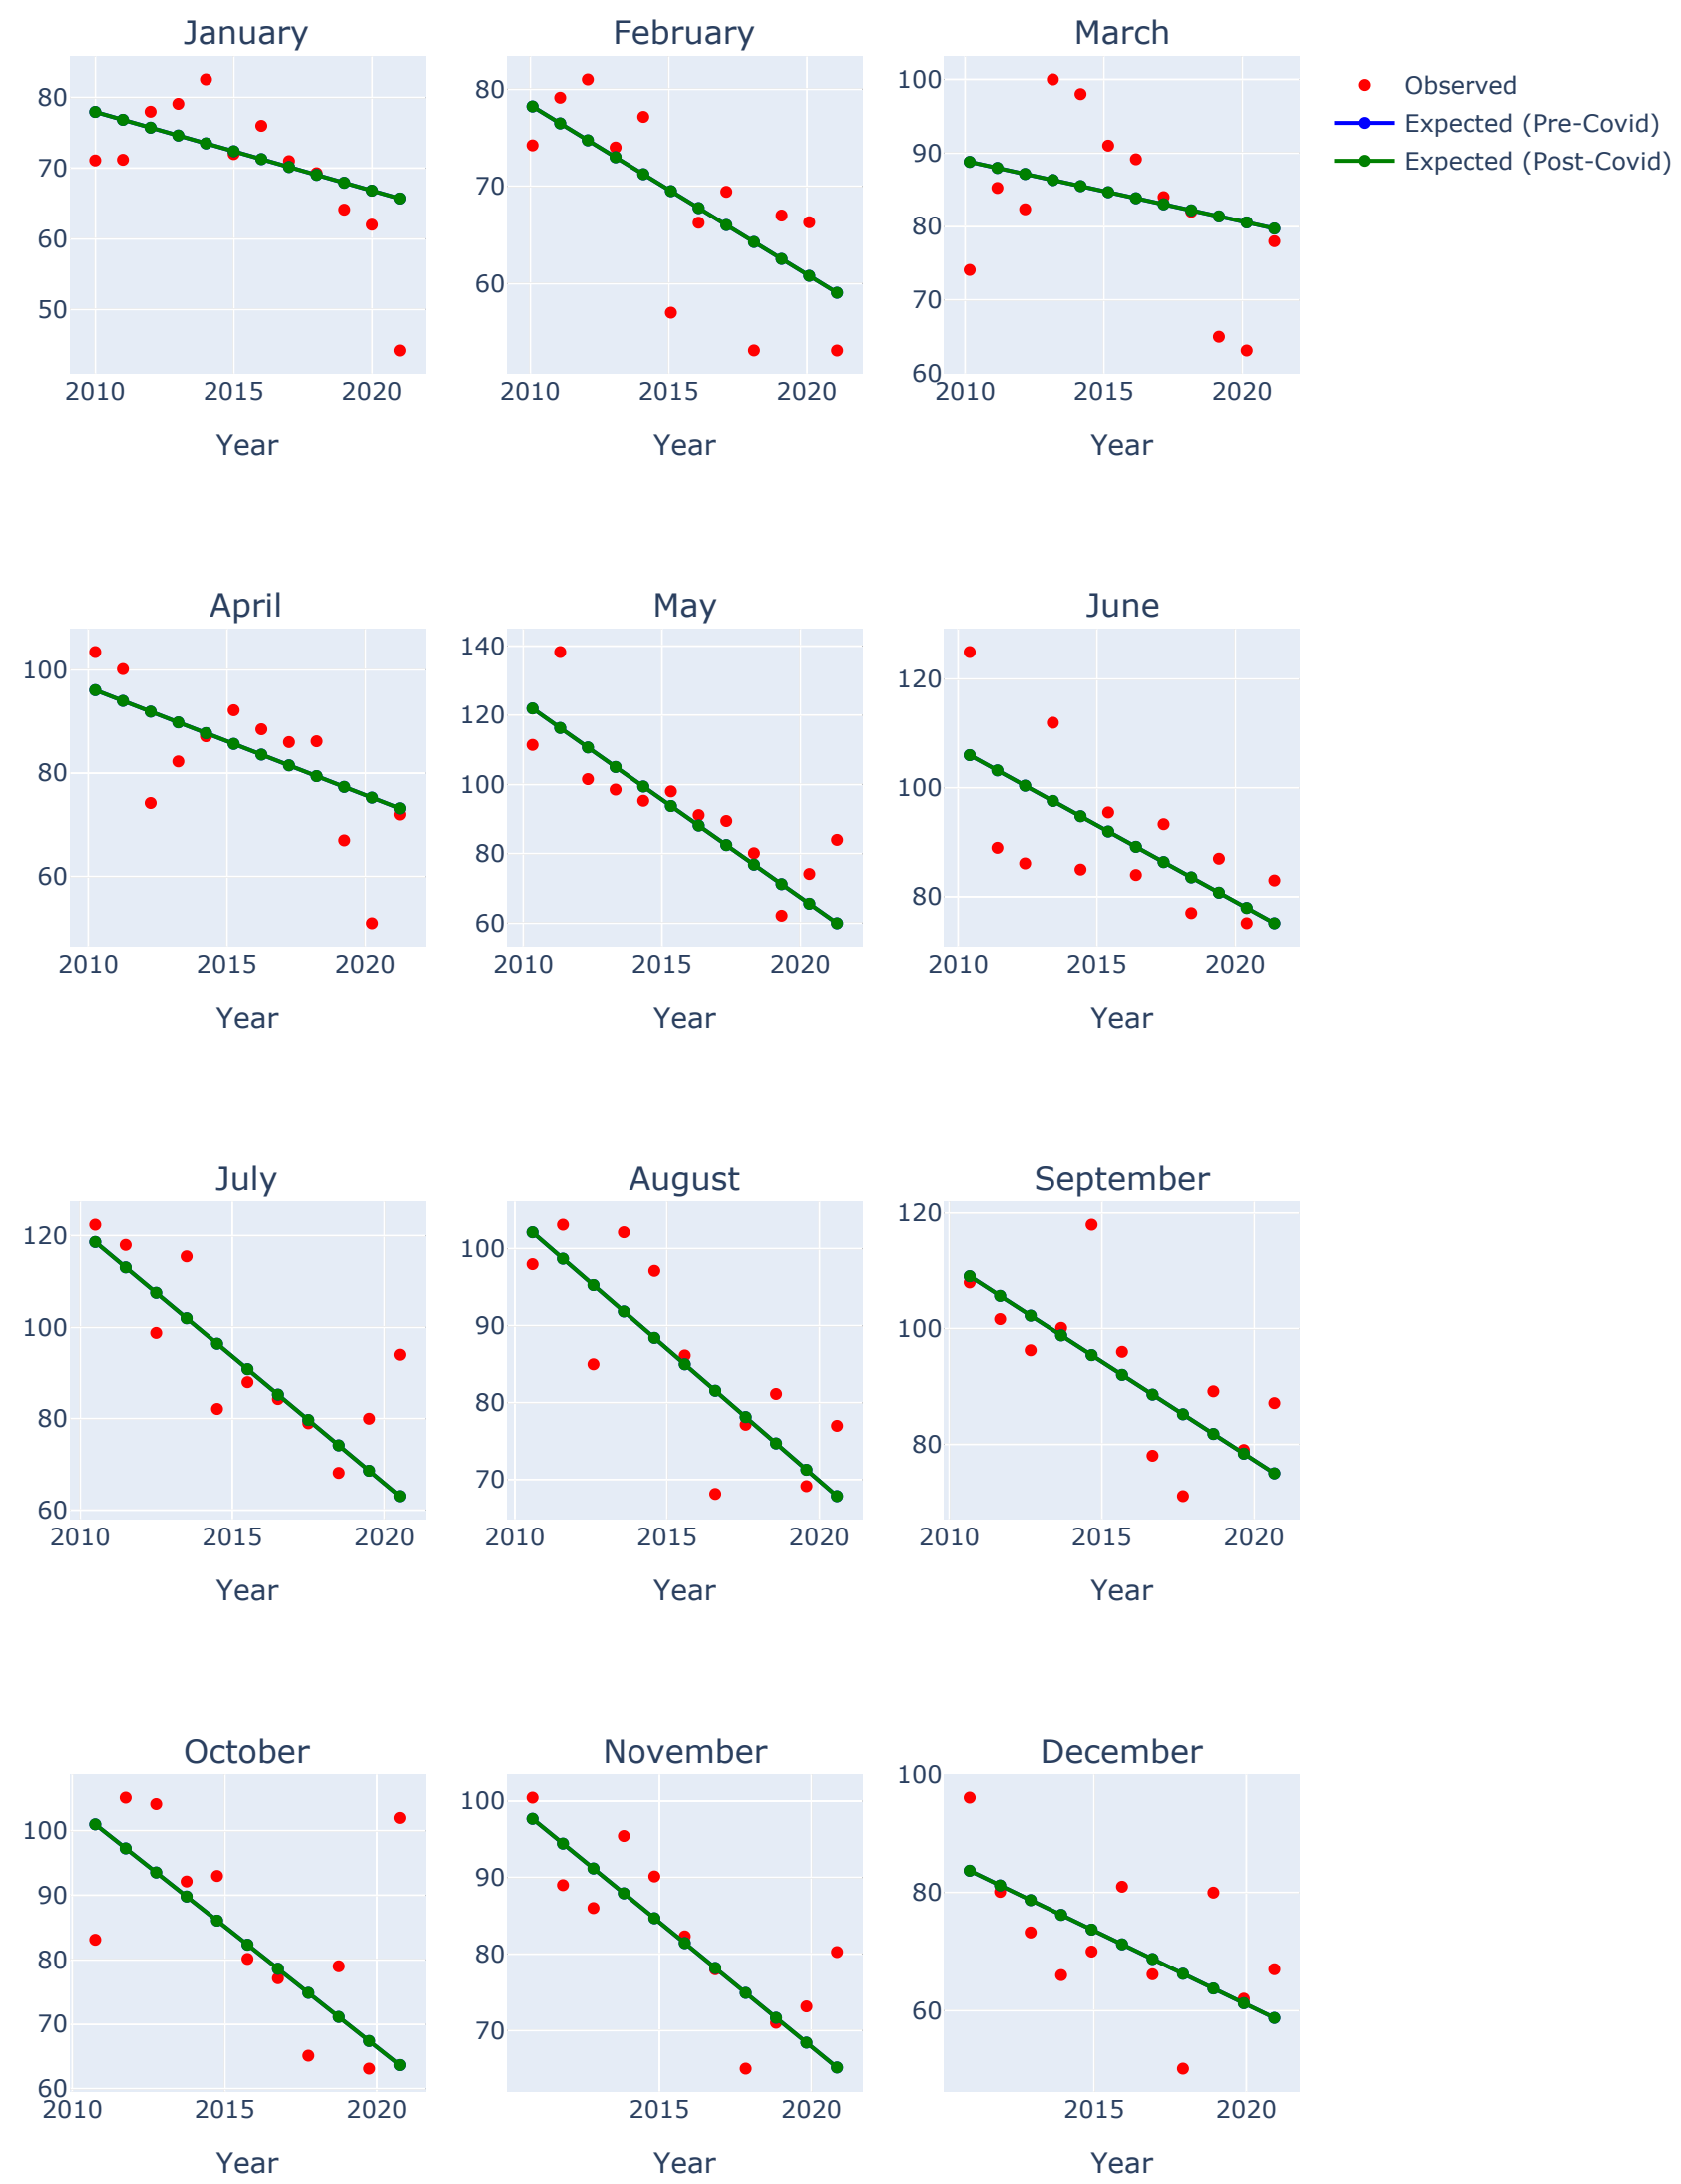 January February March
80
70
60
50
2010 2015 2020
Year
80
70
60
2010 2015 2020
Year
100
90
80
70
60
2010 2015 2020
Year
Observed
Expected (Pre-Covid)
Expected (Post-Covid)
April May June
100
80
60
2010 2015 2020
Year
140
120
100
80
60
2010 2015 2020
Year
120
100
80
2010 2015 2020
Year
July August September
120
100
80
60
2010 2015 2020
Year
100
90
80
70
2010 2015 2020
Year
120
100
80
2010 2015 2020
Year
October November December
100
90
80
70
60
2010 2015 2020
Year
100
90
80
70
2015 2020
Year
100
80
60
2015 2020
Year